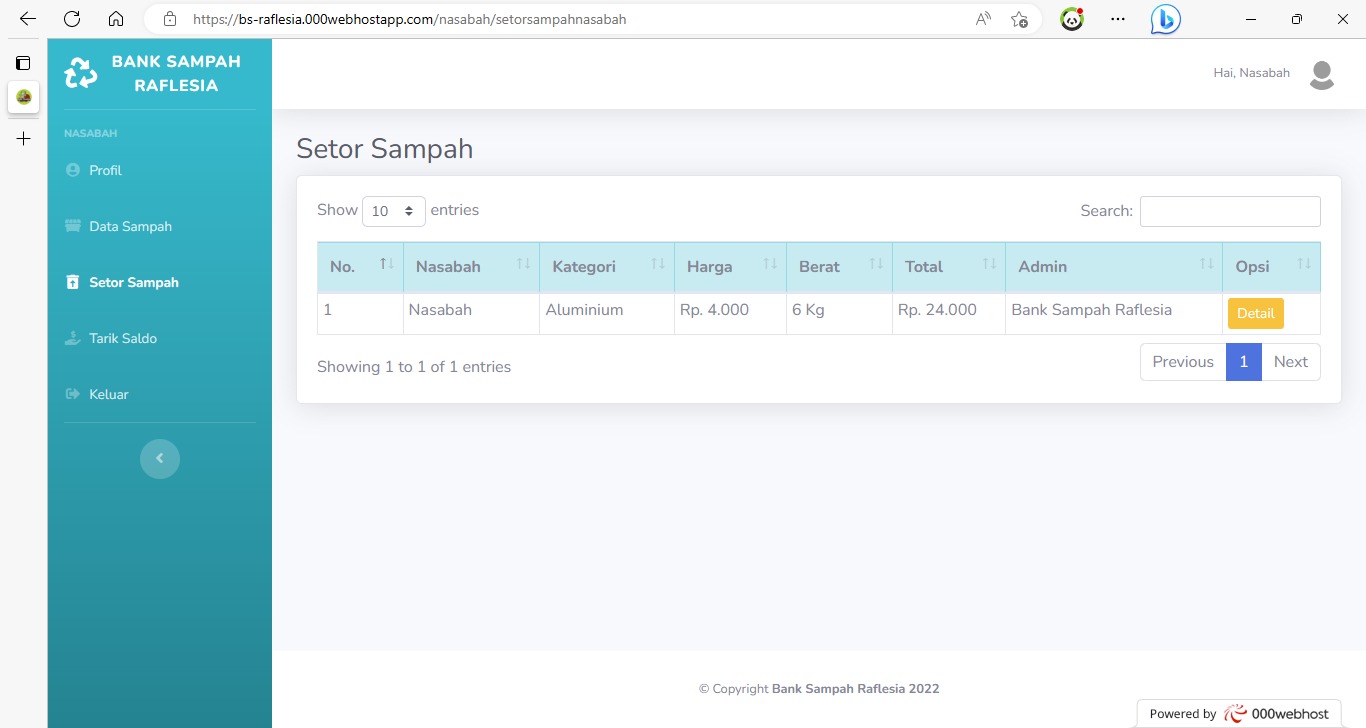 https://bs-raflesia.000webhostapp.com/nasabah/setorsampahnasabah
BANK SAMPAH
RAFLESIA
NASABAH
Profil
Data Sampah
Setor Sampah
Tarik Saldo
Keluar
Hai, Nasabah
Setor Sampah
Show 10 entries
Search:
No. Nasabah Kategori Harga Berat Total Admin Opsi
1 Nasabah Aluminium Rp. 4.000 6 Kg Rp. 24.000 Bank Sampah Raflesia Detail
Showing 1 to 1 of 1 entries
Previous 1 Next
© Copyright Bank Sampah Raflesia 2022
Powered by 000webhost